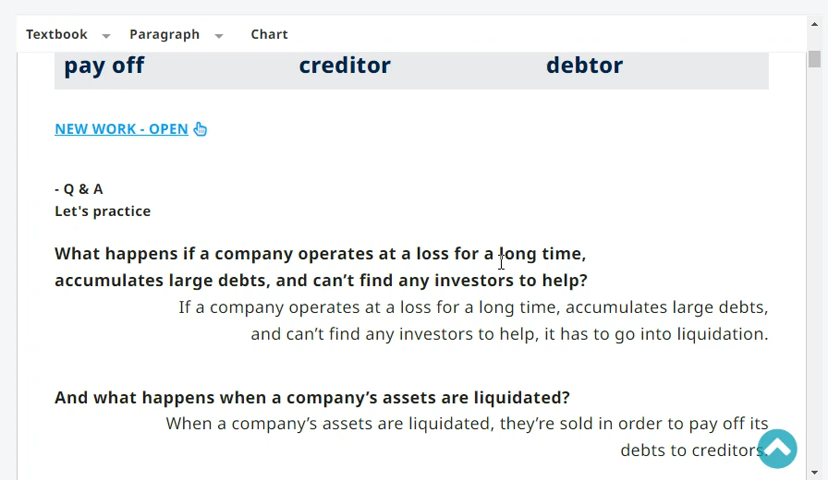 Textbook Paragraph Chart
pay off creditor debtor
NEW WORK - OPEN
- Q & A
Let's practice
What happens if a company operates at a loss for a long time,
accumulates large debts, and can’t find any investors to help?
If a company operates at a loss for a long time, accumulates large debts,
and can’t find any investors to help, it has to go into liquidation.
And what happens when a company’s assets are liquidated?
When a company’s assets are liquidated, they’re sold in order to pay off its
debts to creditors.